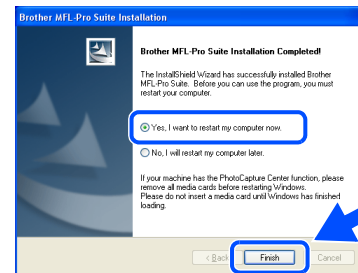 Brother MFL-Pro Suite Installation
Brother MFL-Pro Suite Installation Completed!
The InstallShield Wizard has successfully installed Brother
MFL-Pro Suite. Before you can use the program, you must
restart your computer.
Yes, I want to restart my computer now.
No, I will restart my computer later.
If your machine has the PhotoCapture Center function, please
remove all media cards before restarting Windows.
Please do not insert a media card until Windows has finished
loading.
< Back
Finish
Cancel